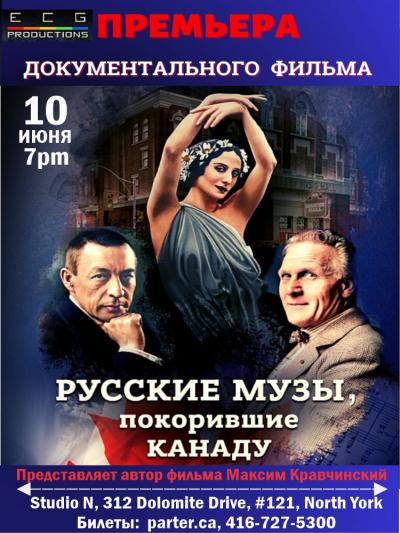 ECG
PRODUCTIONS
ПРЕМЬЕРА
ДОКУМЕНТАЛЬНОГО ФИЛЬМА
10
ИЮНЯ
7pm
РУССКИЕ МУЗЫ,
покорившие
КАНАДУ
Представляет автор фильма Максим Кравчинский
Studio N, 312 Dolomite Drive, #121, North York
Билеты: parter.ca, 416-727-5300